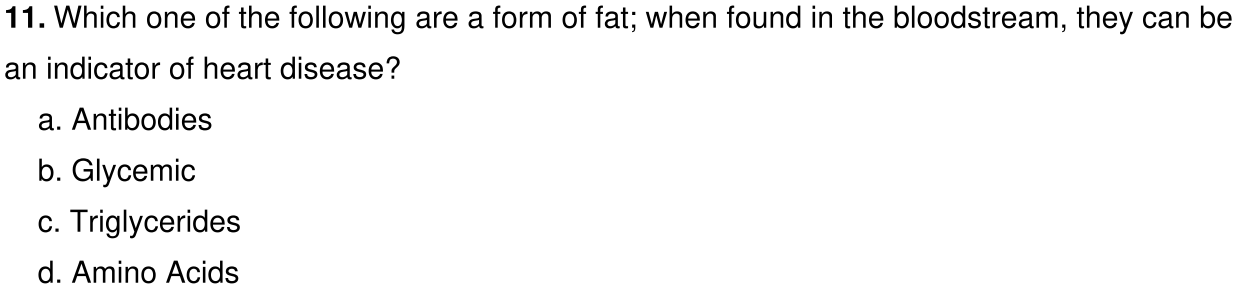 11. Which one of the following are a form of fat; when found in the bloodstream, they can be
an indicator of heart disease?
a. Antibodies
b. Glycemic
c. Triglycerides
d. Amino Acids